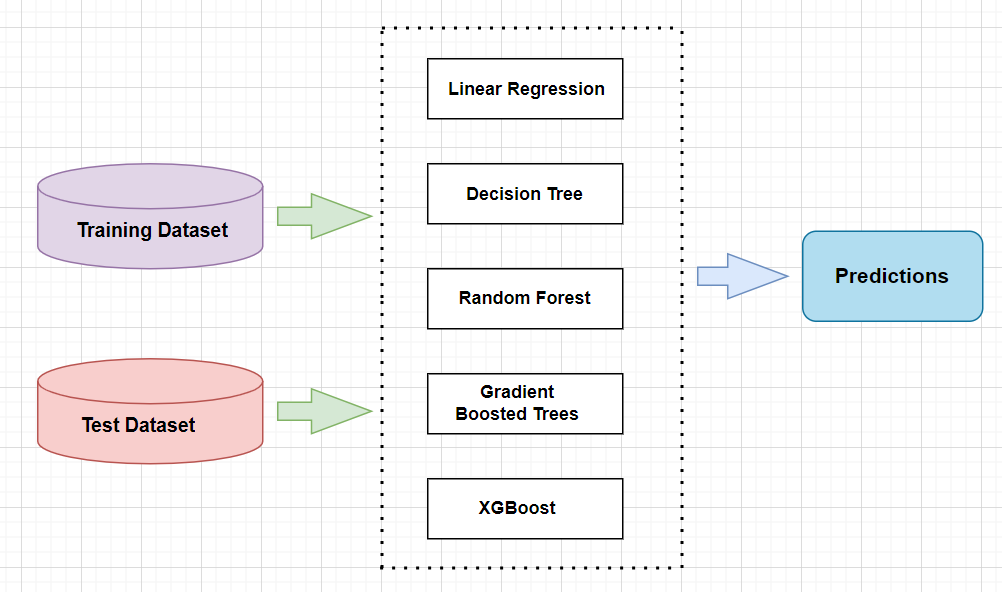 Linear Regression
Decision Tree
Training Dataset
Random Forest
Predictions
Gradient
Boosted Trees
Test Dataset
XGBoost